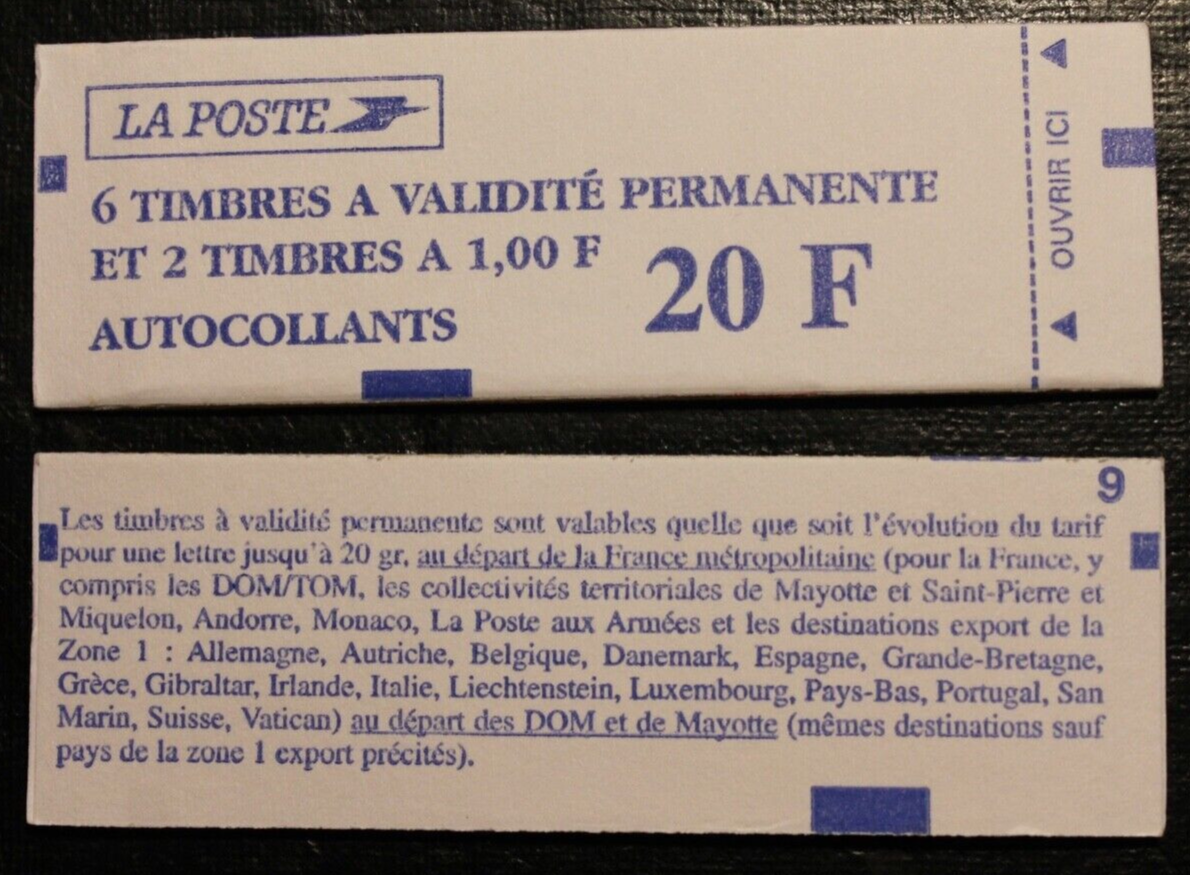 LA POSTE
6 TIMBRES A VALIDITÉ PERMANENTE
ET 2 TIMBRES A 1,00 F
20 F
AUTOCOLLANTS
OUVRIR ICI
9
Les timbres à validité permanente sont valables quelle que soit l'évolution du tarif
pour une lettre jusqu'à 20 gr, au départ de la France métropolitaine (pour la France, y
compris les DOM/TOM, les collectivités territoriales de Mayotte et Saint-Pierre et
Miquelon, Andorre, Monaco, La Poste aux Armées et les destinations export de la
Zone 1 : Allemagne, Autriche, Belgique, Danemark, Espagne, Grande-Bretagne,
Grèce, Gibraltar, Irlande, Italie, Liechtenstein, Luxembourg, Pays-Bas, Portugal, San
Marin, Suisse, Vatican) au départ des DOM et de Mayotte (mêmes destinations sauf
pays de la zone 1 export précités).